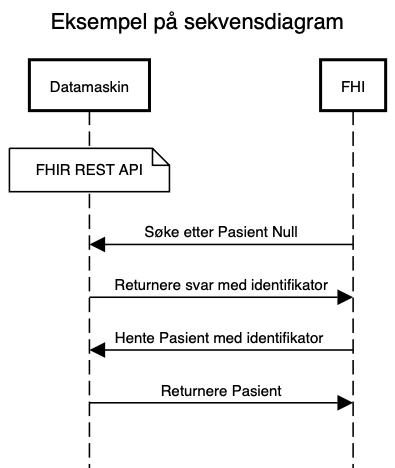 Eksempel på sekvensdiagram
Datamaskin
FHI
FHIR REST API
Søke etter Pasient Null
Returnere svar med identifikator
Hente Pasient med identifikator
Returnere Pasient